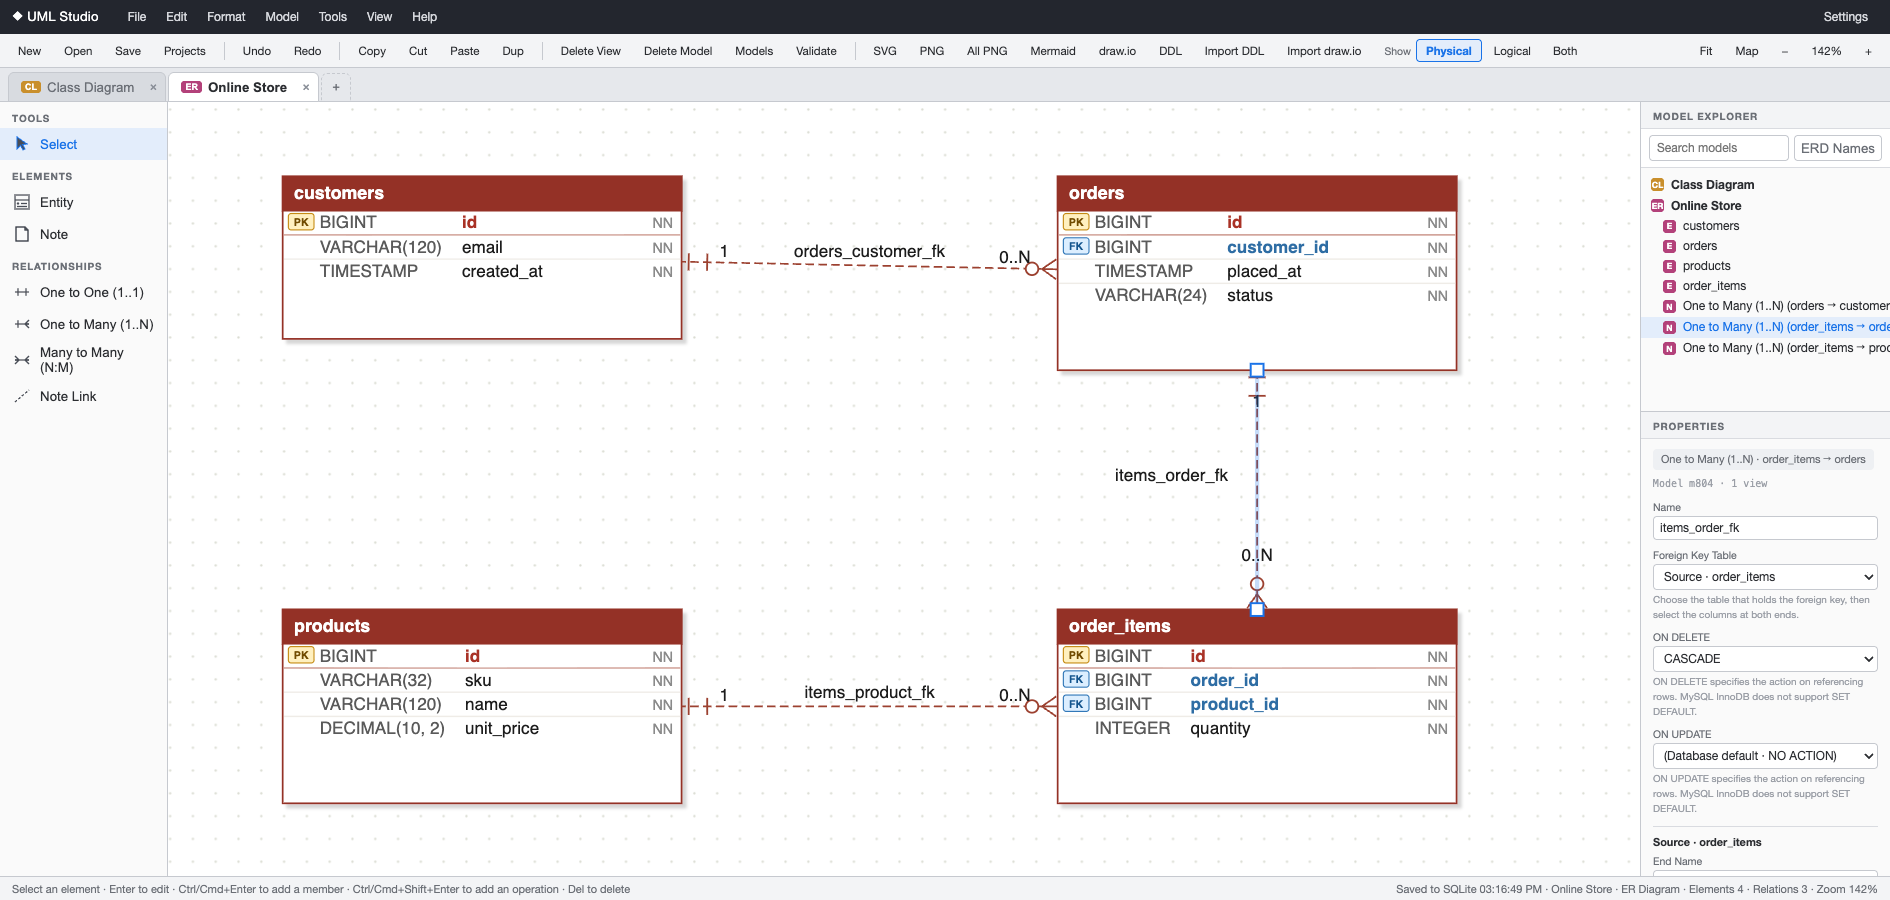 ❖ UML Studio File Edit Format Model Tools View Help Settings
New Open Save Projects Undo Redo Copy Cut Paste Dup Delete View Delete Model Models Validate SVG PNG All PNG Mermaid draw.io DDL Import DDL Import draw.io Show Physical Logical Both Fit Map − 142% +
CL Class Diagram × ER Online Store × +
TOOLS
Select
ELEMENTS
Entity
Note
RELATIONSHIPS
One to One (1..1)
One to Many (1..N)
Many to Many
(N:M)
Note Link
customers
PK BIGINT id NN
VARCHAR(120) email NN
TIMESTAMP created_at NN
1 orders_customer_fk 0..N
orders
PK BIGINT id NN
FK BIGINT customer_id NN
TIMESTAMP placed_at NN
VARCHAR(24) status NN
1
items_order_fk
0..N
products
PK BIGINT id NN
VARCHAR(32) sku NN
VARCHAR(120) name NN
DECIMAL(10, 2) unit_price NN
1 items_product_fk 0..N
order_items
PK BIGINT id NN
FK BIGINT order_id NN
FK BIGINT product_id NN
INTEGER quantity NN
MODEL EXPLORER
Search models ERD Names
CL Class Diagram
ER Online Store
E customers
E orders
E products
E order_items
N One to Many (1..N) (orders → customer
N One to Many (1..N) (order_items → orde
N One to Many (1..N) (order_items → proc
PROPERTIES
One to Many (1..N) · order_items → orders
Model m804 · 1 view
Name
items_order_fk
Foreign Key Table
Source · order_items
Choose the table that holds the foreign key, then
select the columns at both ends.
ON DELETE
CASCADE
ON DELETE specifies the action on referencing
rows. MySQL InnoDB does not support SET
DEFAULT.
ON UPDATE
(Database default · NO ACTION)
ON UPDATE specifies the action on referencing
rows. MySQL InnoDB does not support SET
DEFAULT.
Source · order_items
End Name
Select an element · Enter to edit · Ctrl/Cmd+Enter to add a member · Ctrl/Cmd+Shift+Enter to add an operation · Del to delete
Saved to SQLite 03:16:49 PM · Online Store · ER Diagram · Elements 4 · Relations 3 · Zoom 142%